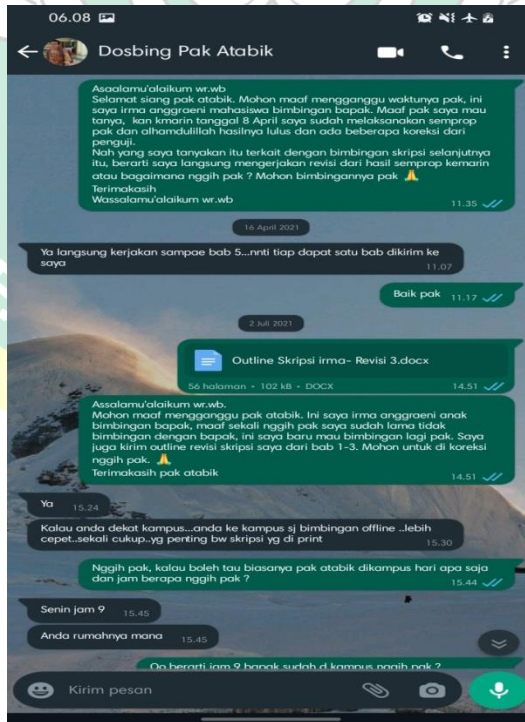 06.08
Dosbing Pak Atabik
Asaalamu'alaikum wr.wb
Selamat siang pak atabik. Mohon maaf mengganggu waktunya pak, ini
saya irma anggraeni mahasiswa bimbingan bapak. Maaf pak saya mau
tanya, kan kmarin tanggal 8 April saya sudah melaksanakan semprop
pak dan alhamdulillah hasilnya lulus dan ada beberapa koreksi dari
penguji.
Nah yang saya tanyakan itu terkait dengan bimbingan skripsi selanjutnya
itu, berarti saya langsung mengerjakan revisi dari hasil semprop kemarin
atau bagaimana nggih pak ? Mohon bimbingannya pak 🙏
Terimakasih
Wassalamu'alaikum wr.wb
11.35
16 April 2021
Ya langsung kerjakan sampae bab 5...nnti tiap dapat satu bab dikirim ke
saya
11.07
Baik pak 11.17
2 Juli 2021
Outline Skripsi irma- Revisi 3.docx
56 halaman • 102 kB • DOCX 14.51
Assalamu'alaikum wr.wb.
Mohon maaf mengganggu pak atabik. Ini saya irma anggraeni anak
bimbingan bapak, maaf sekali nggih pak saya sudah lama tidak
bimbingan dengan bapak, ini saya baru mau bimbingan lagi pak. Saya
juga kirim outline revisi skripsi saya dari bab 1-3. Mohon untuk di koreksi
nggih pak. 🙏
Terimakasih pak atabik
14.51
Ya 15.24
Kalau anda dekat kampus...anda ke kampus sj bimbingan offline ..lebih
cepet..sekali cukup..yg penting bw skripsi yg di print
15.30
Nggih pak, kalau boleh tau biasanya pak atabik dikampus hari apa saja
dan jam berapa nggih pak ?
15.44
Senin jam 9 15.45
Anda rumahnya mana 15.45
Oo berarti jam 9 bapak sudah d kampus nggih pak ?
Kirim pesan